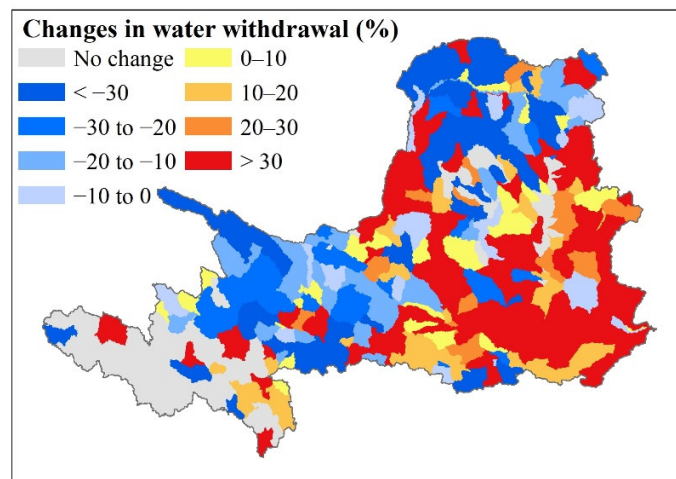 Changes in water withdrawal (%)
No change
< −30
−30 to −20
−20 to −10
−10 to 0
0–10
10–20
20–30
> 30